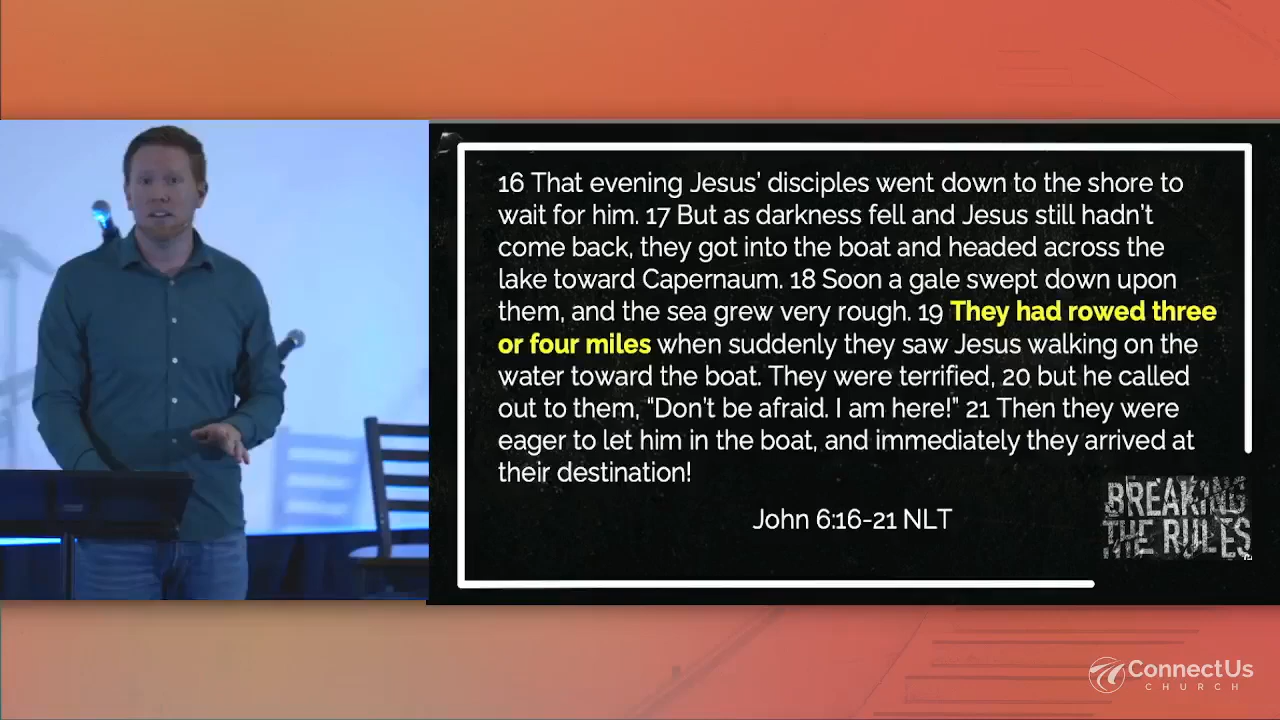 16 That evening Jesus’ disciples went down to the shore to
wait for him. 17 But as darkness fell and Jesus still hadn’t
come back, they got into the boat and headed across the
lake toward Capernaum. 18 Soon a gale swept down upon
them, and the sea grew very rough. 19 They had rowed three
or four miles when suddenly they saw Jesus walking on the
water toward the boat. They were terrified, 20 but he called
out to them, “Don’t be afraid. I am here!” 21 Then they were
eager to let him in the boat, and immediately they arrived at
their destination!
John 6:16-21 NLT
BREAKING
THE RULES
ConnectUs
CHURCH